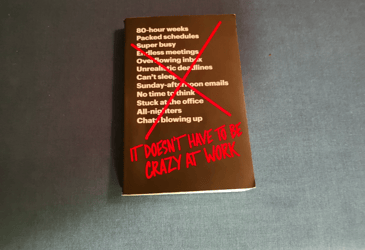 80-hour weeks
Packed schedules
Super busy
Endless meetings
Overflowing inbox
Unrealistic deadlines
Can't sleep
Sunday-afternoon emails
No time to think
Stuck at the office
All-nighters
Chats blowing up
IT DOESN'T HAVE TO BE
CRAZY AT WORK